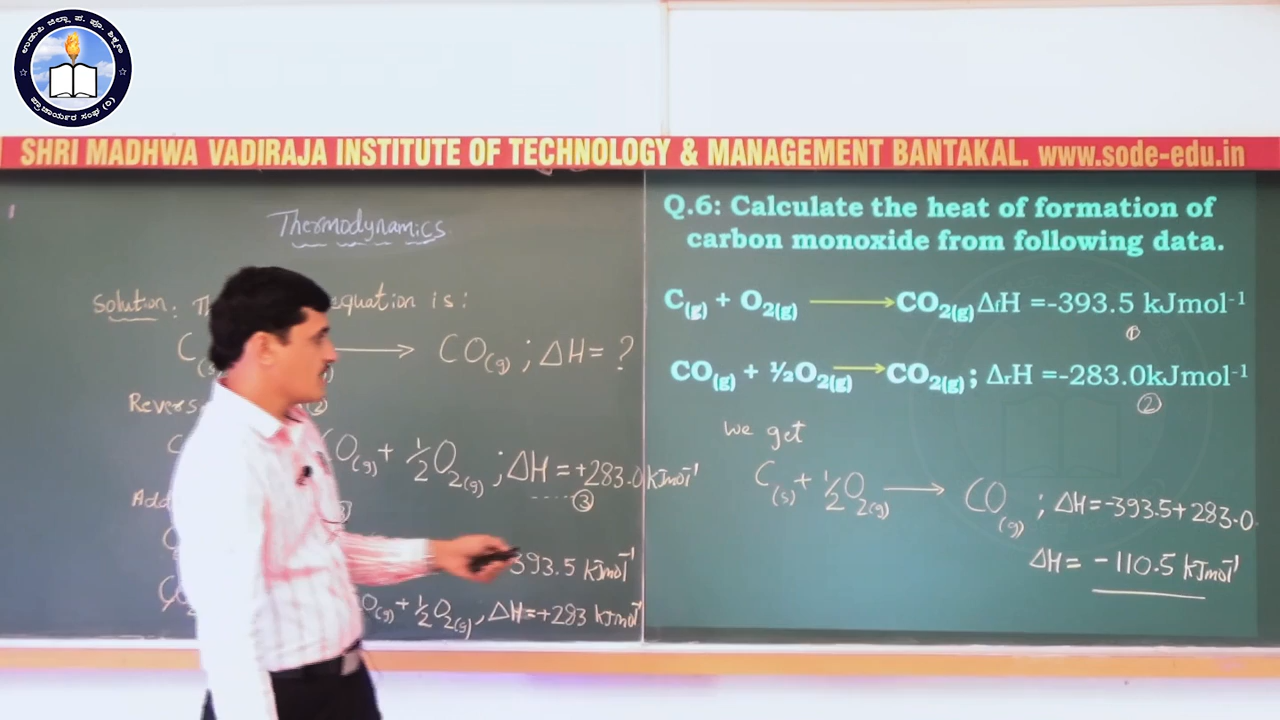 ಉಡುಪಿ ಜಿಲ್ಲಾ ಪ. ಪೂ. ಶಿಕ್ಷಣ
ಪ್ರಾಚಾರ್ಯರ ಸಂಘ (ರಿ)
SHRI MADHWA VADIRAJA INSTITUTE OF TECHNOLOGY & MANAGEMENT BANTAKAL. www.sode-edu.in
Thermodynamics
Solution: equation is:
C(s) ⟶ CO(g) ; ΔH = ?
Revers (2)
O(g) + ½O2(g) ; ΔH = +283.0 kJmol⁻¹
③
Add
393.5 kJmol⁻¹
O(g) + ½O2(g), ΔH = +283 kJmol⁻¹
Q.6: Calculate the heat of formation of
carbon monoxide from following data.
C(g) + O2(g) ⟶ CO2(g) ΔfH =-393.5 kJmol-1
①
CO(g) + ½O2(g) ⟶ CO2(g); ΔrH =-283.0kJmol-1
②
We get
C(s) + ½O2(g) ⟶ CO(g) ; ΔH = -393.5 + 283.0
ΔH = -110.5 kJmol⁻¹